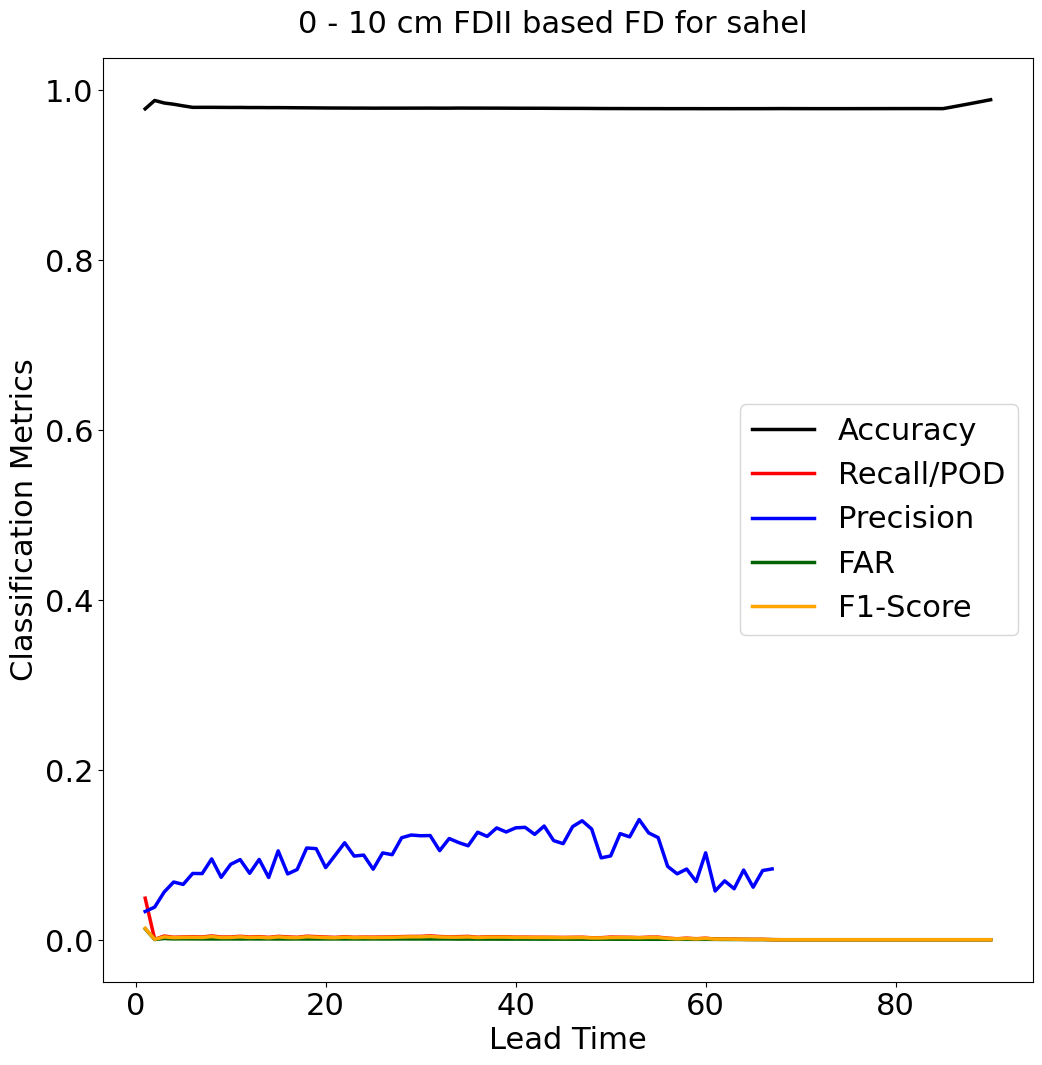 0 - 10 cm FDII based FD for sahel
1.0
0.8
0.6
0.4
0.2
0.0
Classification Metrics
Accuracy
Recall/POD
Precision
FAR
F1-Score
0 20 40 60 80
Lead Time